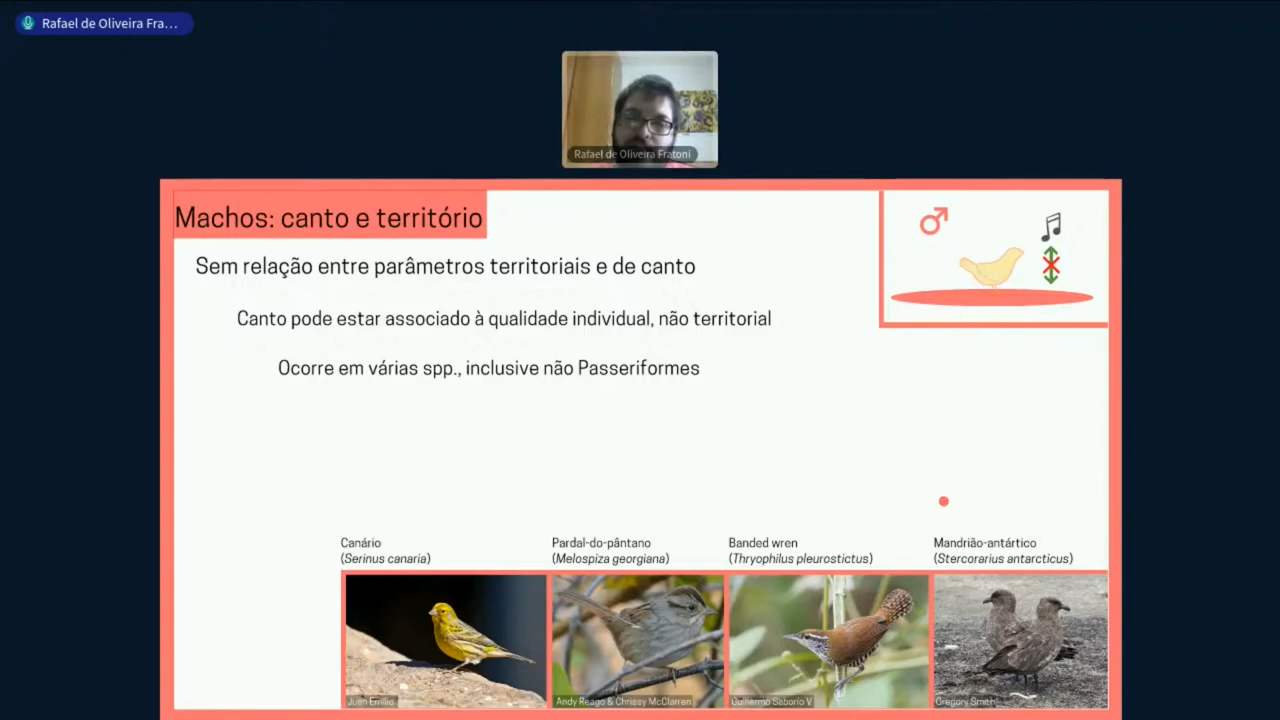 Rafael de Oliveira Fra...
Rafael de Oliveira Fratoni
Machos: canto e território
Sem relação entre parâmetros territoriais e de canto
Canto pode estar associado à qualidade individual, não territorial
Ocorre em várias spp., inclusive não Passeriformes
Canário
(Serinus canaria)
Pardal-do-pântano
(Melospiza georgiana)
Banded wren
(Thryophilus pleurostictus)
Mandrião-antártico
(Stercorarius antarcticus)
Juan Emilio
Andy Reago & Chrissy McClarren
Guillermo Saborío V
Gregory Smith